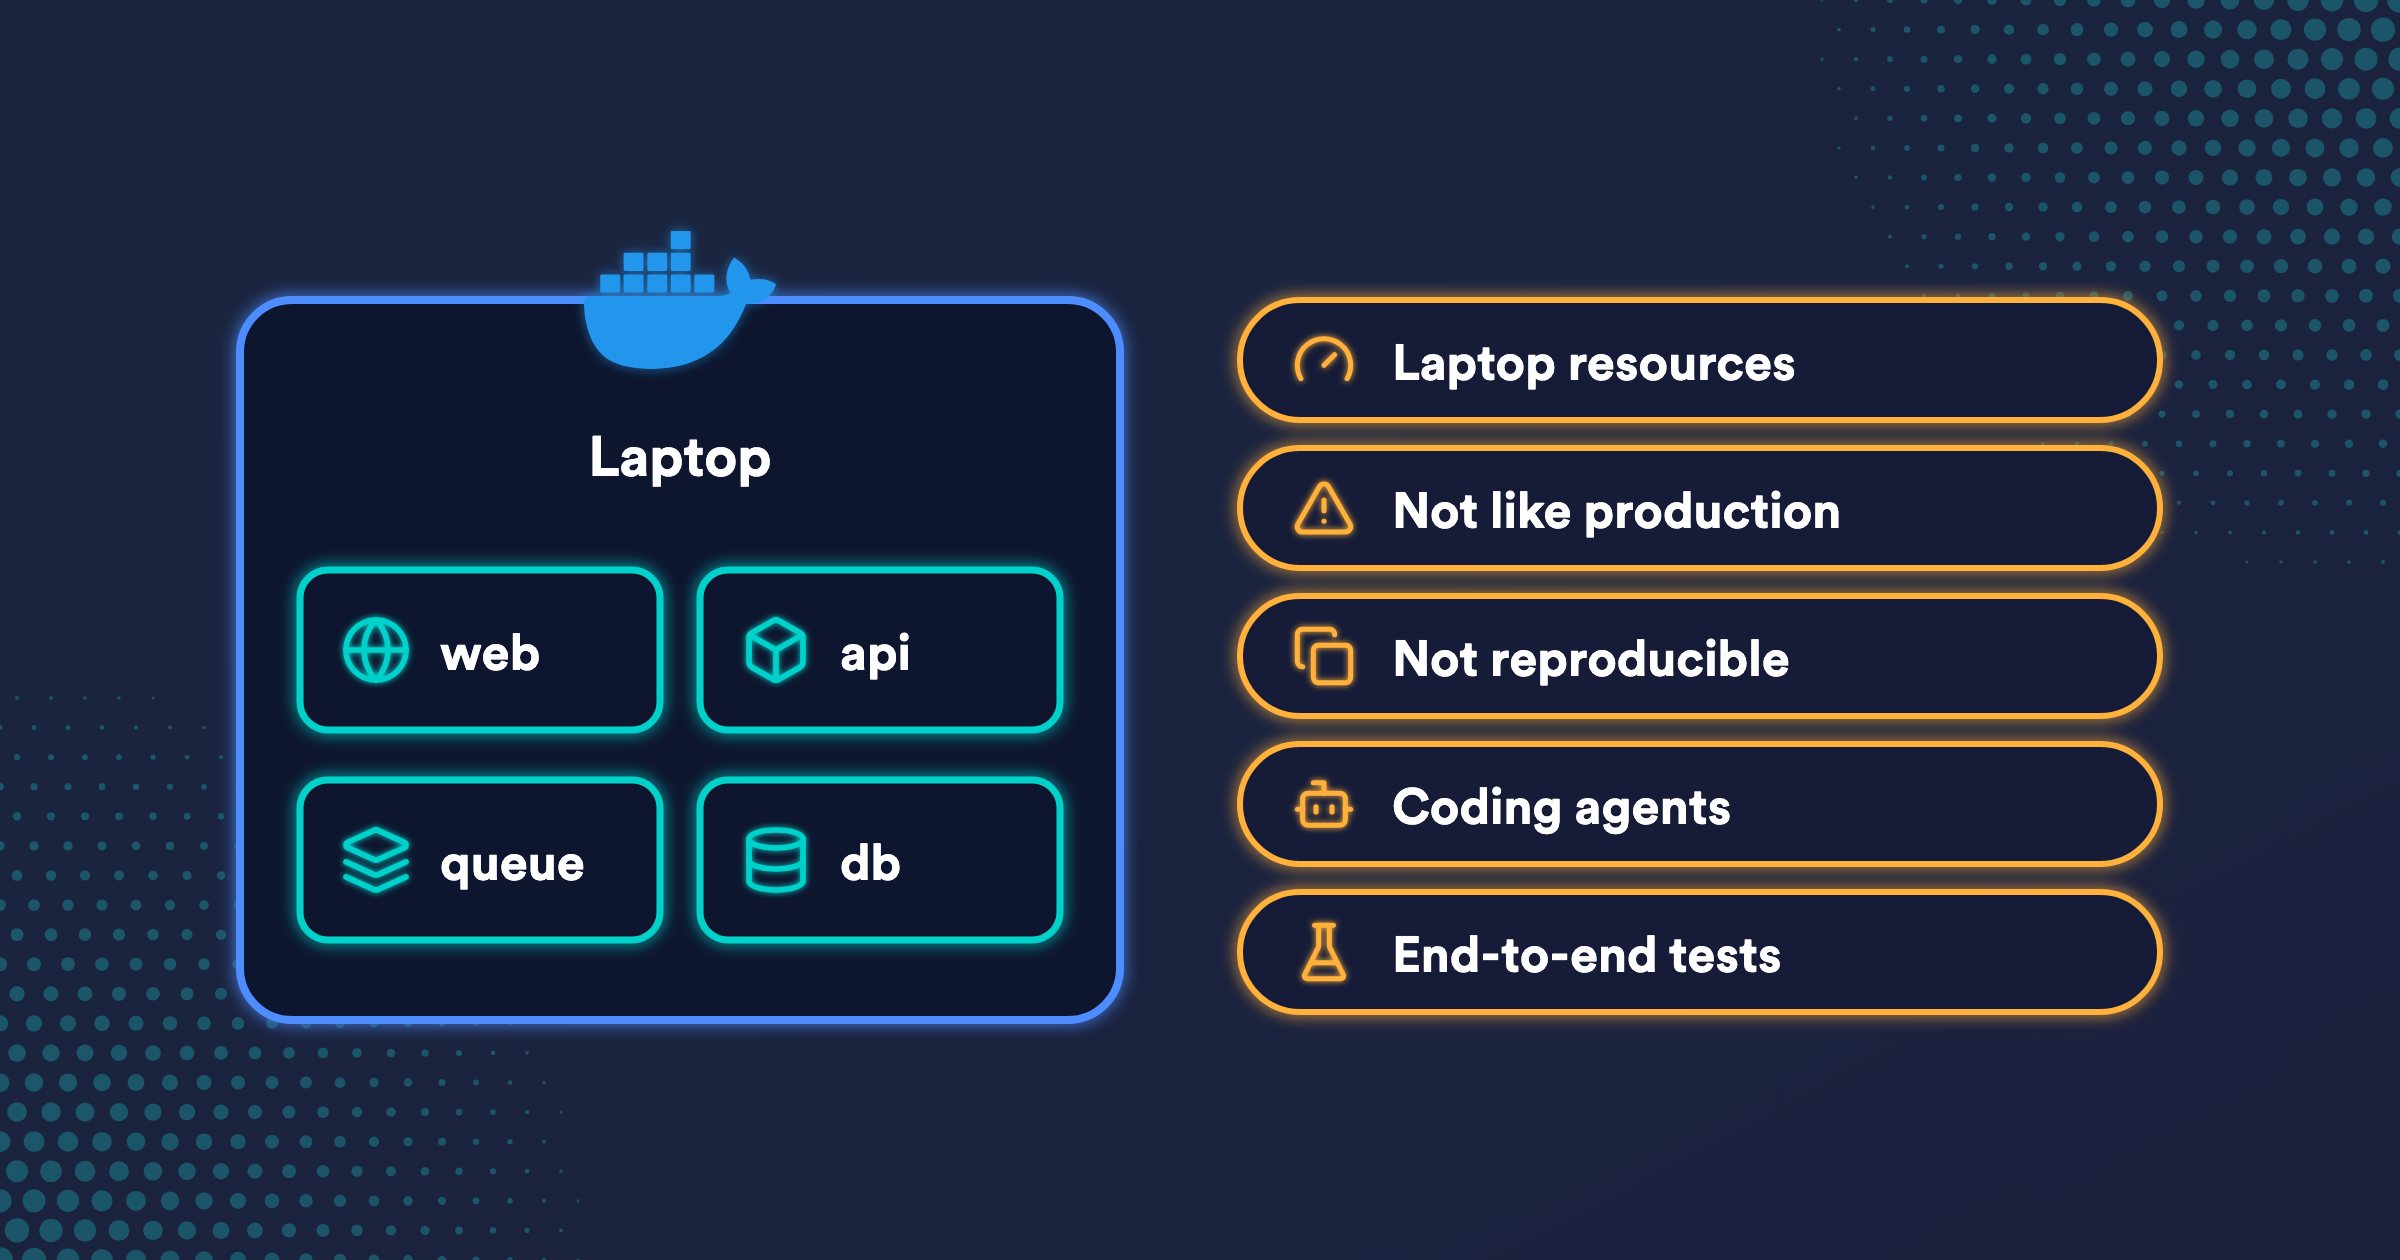 Laptop
web
api
queue
db
Laptop resources
Not like production
Not reproducible
Coding agents
End-to-end tests